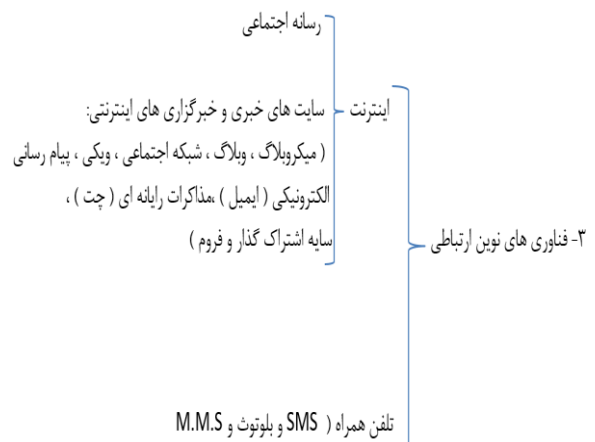 رسانه اجتماعی
اینترنت
سایت های خبری و خبرگزاری های اینترنتی:
( میکروبلاگ ، وبلاگ ، شبکه اجتماعی ، ویکی ، پیام رسانی
الکترونیکی ( ایمیل ) ،مذاکرات رایانه ای ( چت ) ،
سایه اشتراک گذار و فروم )
۳- فناوری های نوین ارتباطی
تلفن همراه ( SMS و بلوتوث و M.M.S